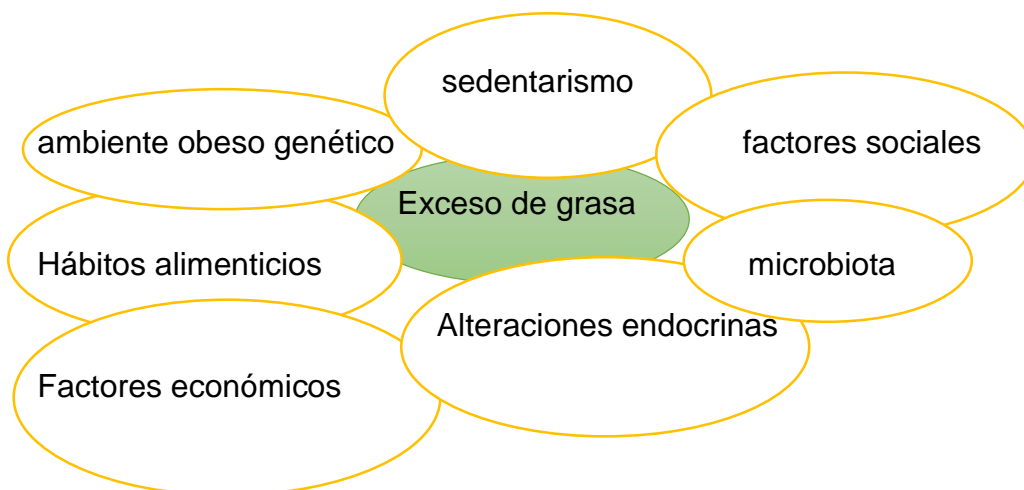 sedentarismo
ambiente obeso genético
factores sociales
Exceso de grasa
Hábitos alimenticios
microbiota
Alteraciones endocrinas
Factores económicos